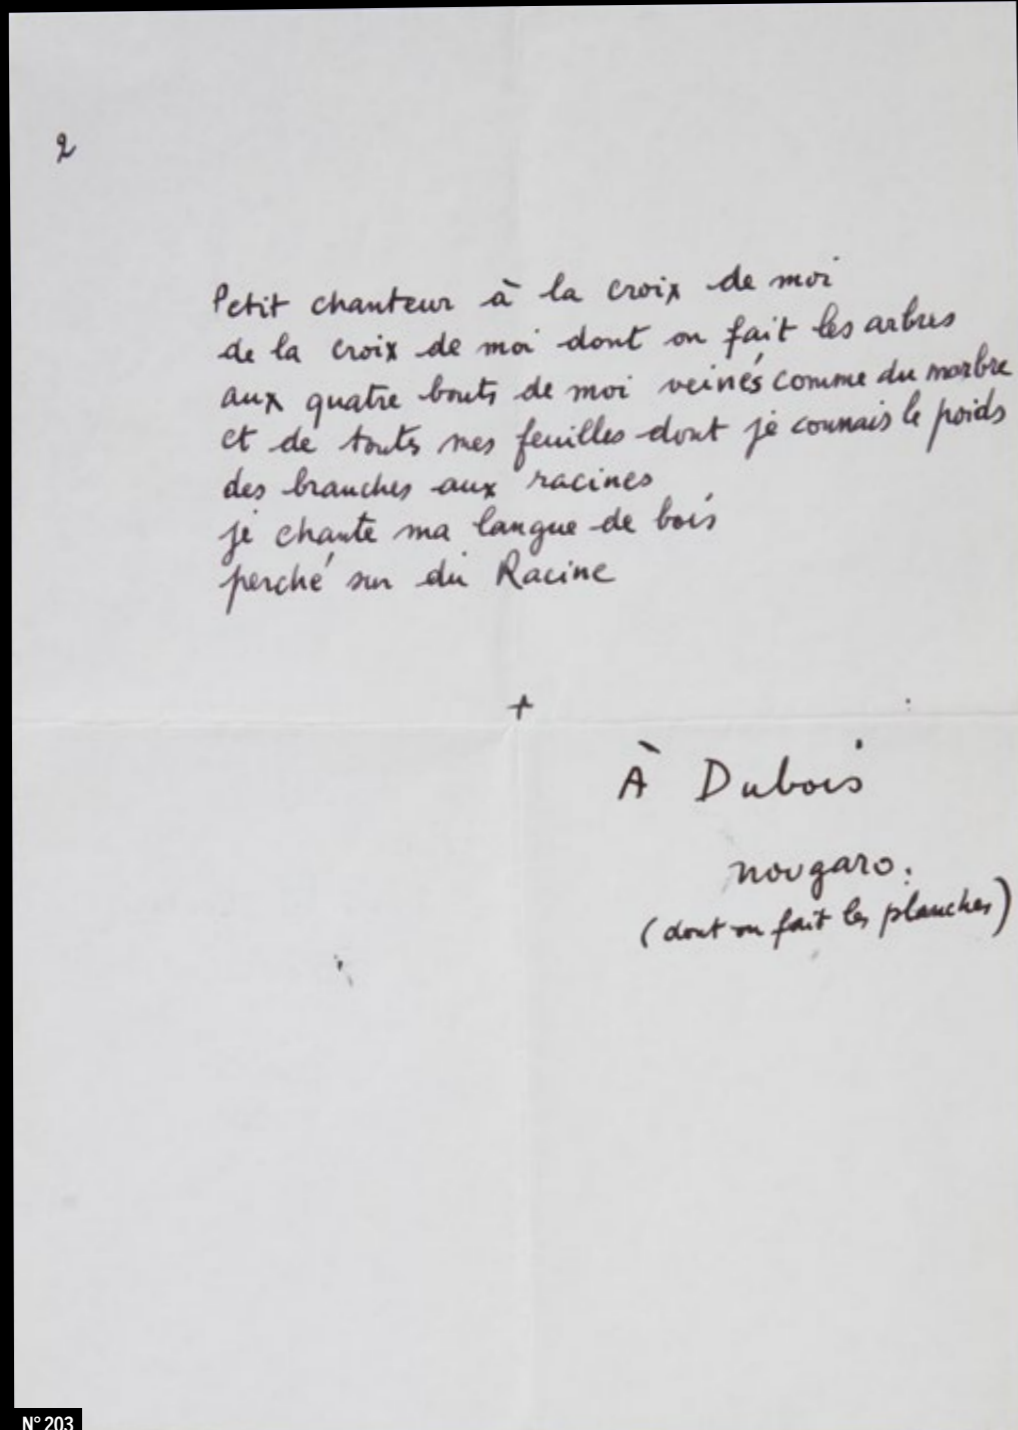 2
Petit chanteur à la croix de moi
de la croix de moi dont on fait les arbres
aux quatre bouts de moi veinés comme du marbre
et de toutes mes feuilles dont je connais le poids
des branches aux racines
je chante ma langue de bois
perché sur du Racine
+
À Dubois
nougaro.
(dont on fait les planches)
N° 203